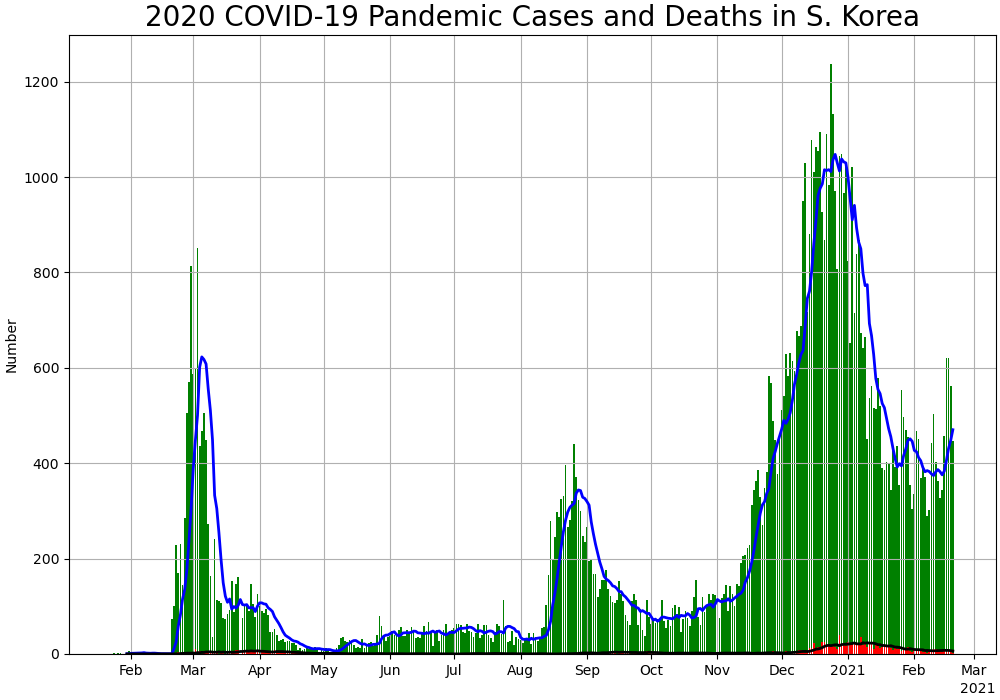 2020 COVID-19 Pandemic Cases and Deaths in S. Korea
1200
1000
800
600
400
200
0
Number
Feb Mar Apr May Jun Jul Aug Sep Oct Nov Dec 2021 Feb Mar
2021